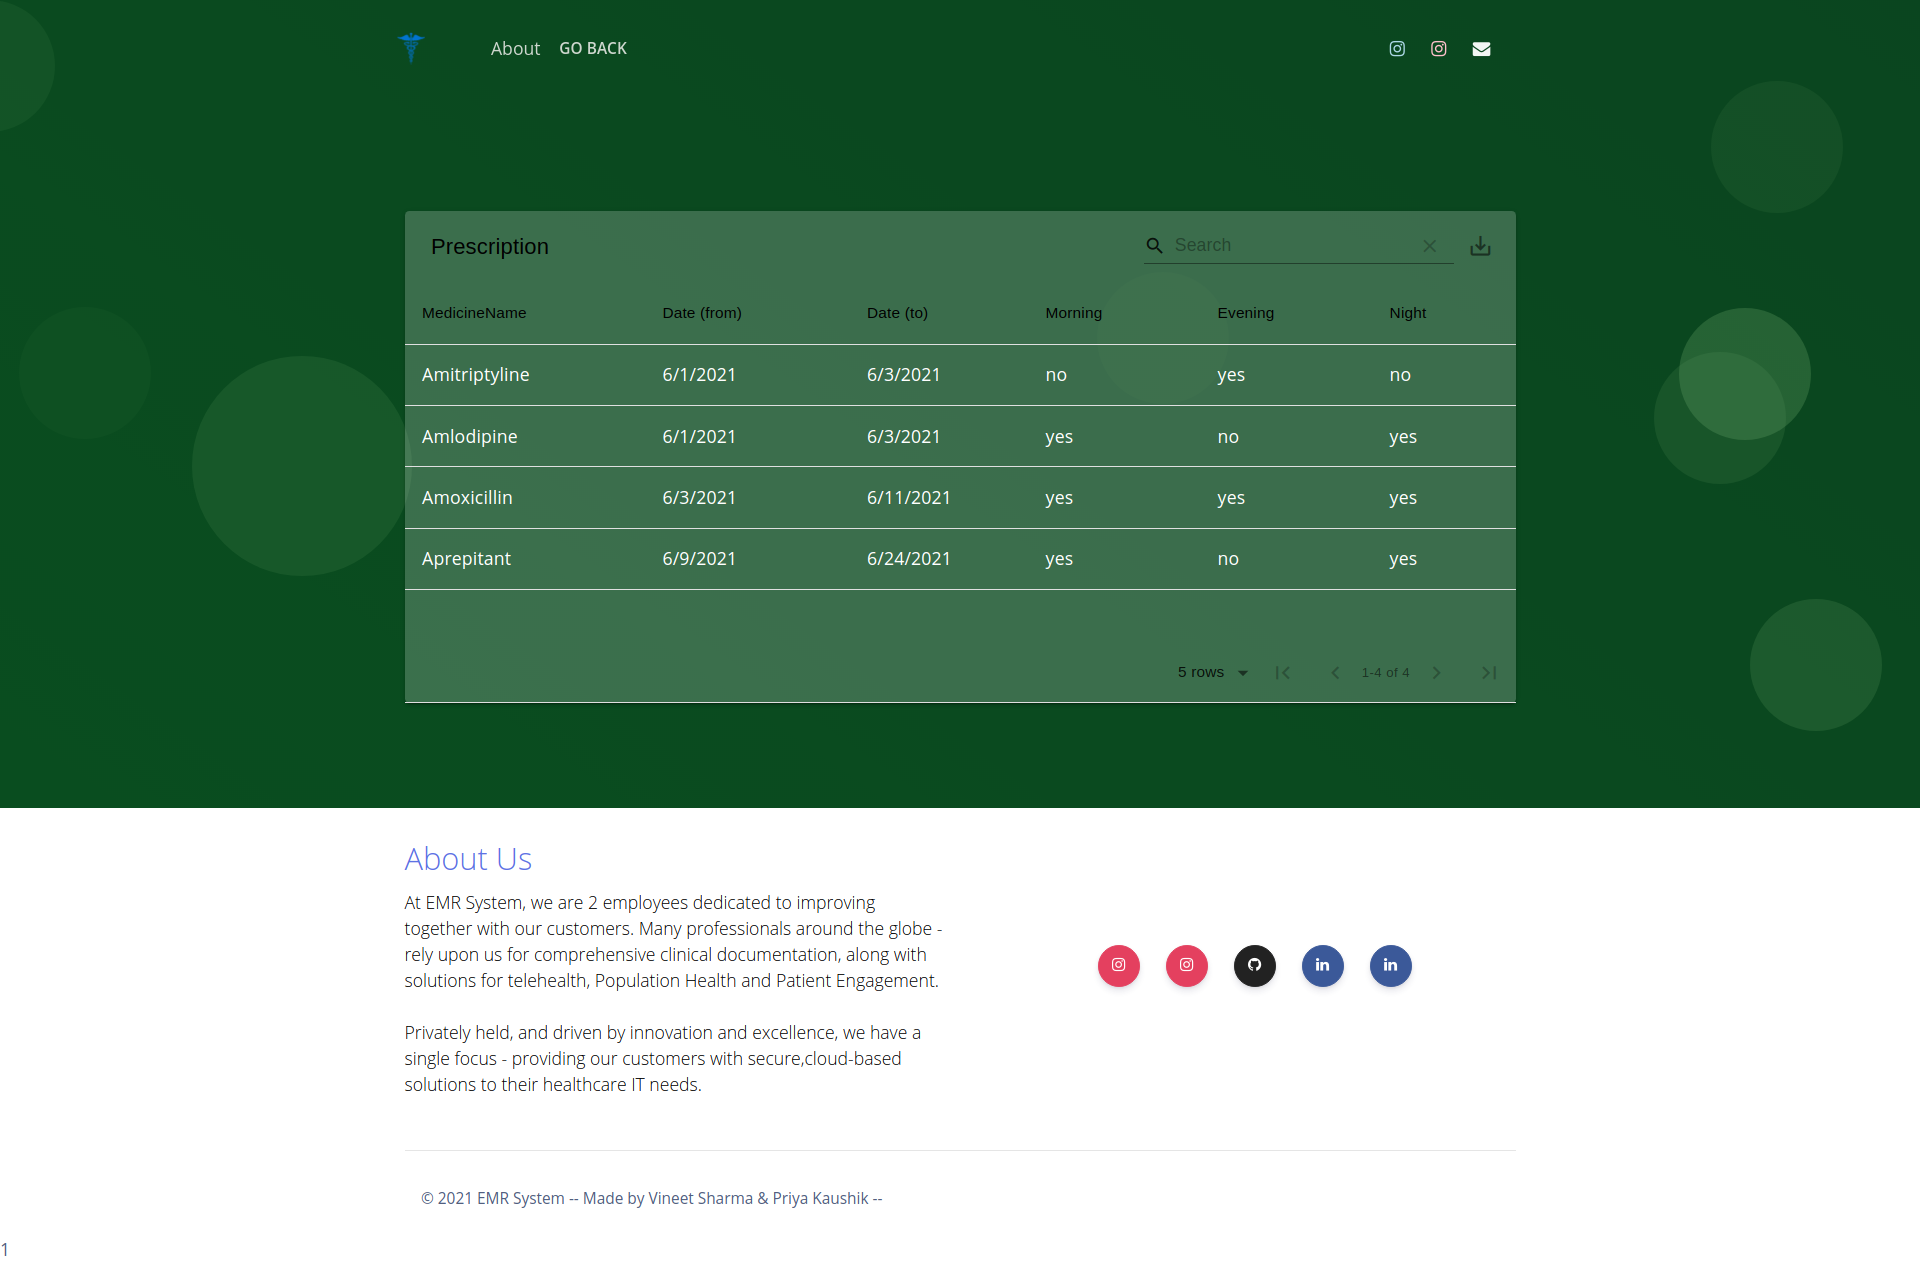 About GO BACK
Prescription
Search
MedicineName Date (from) Date (to) Morning Evening Night
Amitriptyline 6/1/2021 6/3/2021 no yes no
Amlodipine 6/1/2021 6/3/2021 yes no yes
Amoxicillin 6/3/2021 6/11/2021 yes yes yes
Aprepitant 6/9/2021 6/24/2021 yes no yes
5 rows 1-4 of 4
About Us
At EMR System, we are 2 employees dedicated to improving
together with our customers. Many professionals around the globe -
rely upon us for comprehensive clinical documentation, along with
solutions for telehealth, Population Health and Patient Engagement.
Privately held, and driven by innovation and excellence, we have a
single focus - providing our customers with secure,cloud-based
solutions to their healthcare IT needs.
© 2021 EMR System -- Made by Vineet Sharma & Priya Kaushik --
1